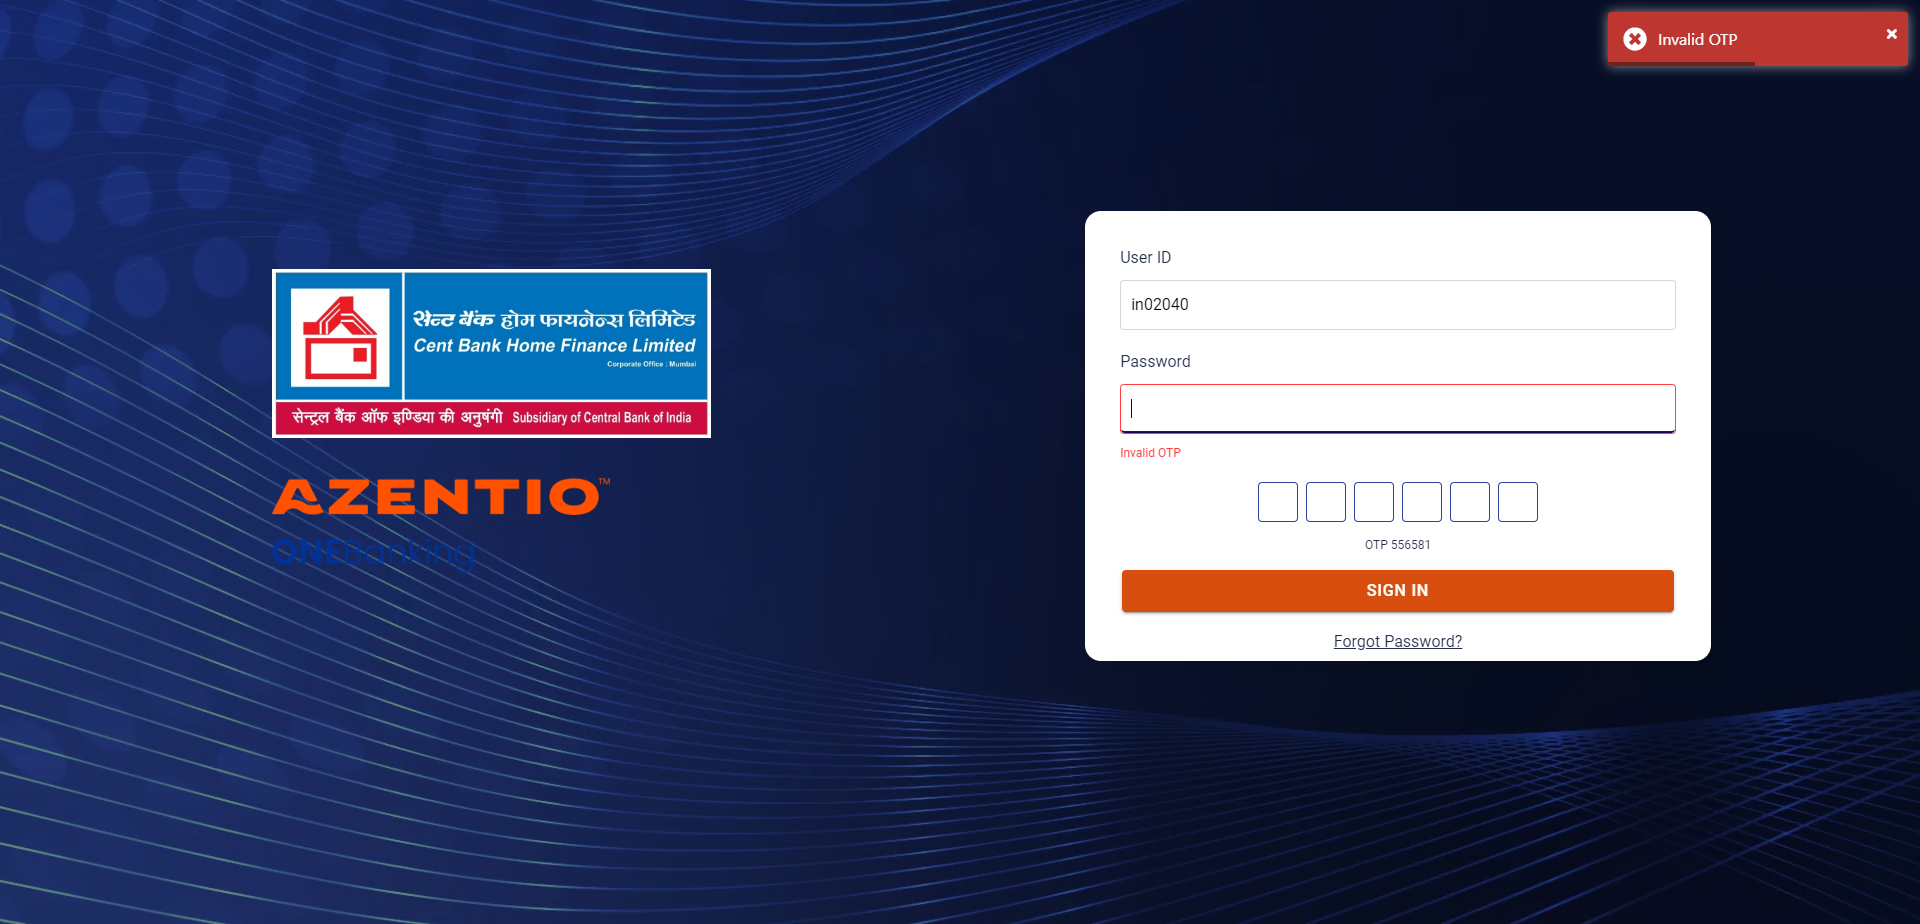 Invalid OTP
सेन्ट बैंक होम फायनेन्स लिमिटेड
Cent Bank Home Finance Limited
Corporate Office : Mumbai
सेन्ट्रल बैंक ऑफ इण्डिया की अनुषंगी Subsidiary of Central Bank of India
AZENTIO™
ONEBanking
User ID
in02040
Password
Invalid OTP
OTP 556581
SIGN IN
Forgot Password?